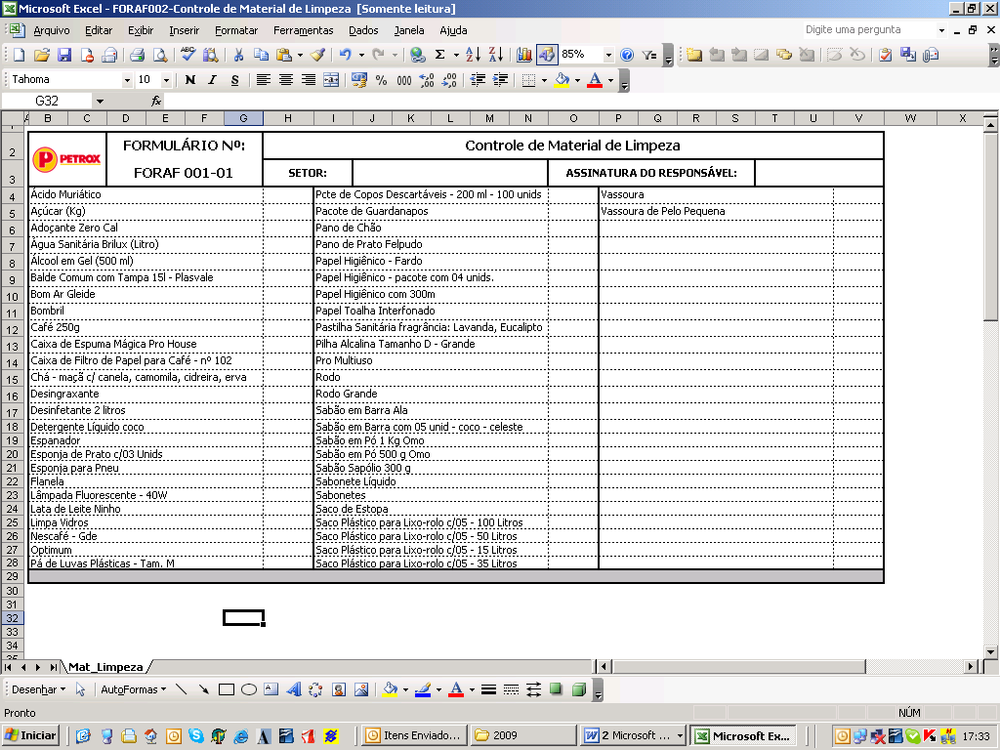 Microsoft Excel - FORAF002-Controle de Material de Limpeza [Somente leitura]
Arquivo Editar Exibir Inserir Formatar Ferramentas Dados Janela Ajuda Digite uma pergunta
85%
Tahoma 10 N I S % 000
G32 fx
A B C D E F G H I J K L M N O P Q R S T U V W X
PETROX
FORMULÁRIO Nº:
FORAF 001-01
Controle de Material de Limpeza
SETOR: ASSINATURA DO RESPONSÁVEL:
4 Ácido Muriático Pcte de Copos Descartáveis - 200 ml - 100 unids Vassoura
5 Açúcar (Kg) Pacote de Guardanapos Vassoura de Pelo Pequena
6 Adoçante Zero Cal Pano de Chão
7 Água Sanitária Brilux (Litro) Pano de Prato Felpudo
8 Álcool em Gel (500 ml) Papel Higiênico - Fardo
9 Balde Comum com Tampa 15l - Plasvale Papel Higiênico - pacote com 04 unids.
10 Bom Ar Gleide Papel Higiênico com 300m
11 Bombril Papel Toalha Interfonado
12 Café 250g Pastilha Sanitária fragrância: Lavanda, Eucalipto
13 Caixa de Espuma Mágica Pro House Pilha Alcalina Tamanho D - Grande
14 Caixa de Filtro de Papel para Café - nº 102 Pro Multiuso
15 Chá - maçã c/ canela, camomila, cidreira, erva Rodo
16 Desingraxante Rodo Grande
17 Desinfetante 2 litros Sabão em Barra Ala
18 Detergente Líquido coco Sabão em Barra com 05 unid - coco - celeste
19 Espanador Sabão em Pó 1 Kg Omo
20 Esponja de Prato c/03 Unids Sabão em Pó 500 g Omo
21 Esponja para Pneu Sabão Sapólio 300 g
22 Flanela Sabonete Líquido
23 Lâmpada Fluorescente - 40W Sabonetes
24 Lata de Leite Ninho Saco de Estopa
25 Limpa Vidros Saco Plástico para Lixo-rolo c/05 - 100 Litros
26 Nescafé - Gde Saco Plástico para Lixo-rolo c/05 - 50 Litros
27 Optimum Saco Plástico para Lixo-rolo c/05 - 15 Litros
28 Pá de Luvas Plásticas - Tam. M Saco Plástico para Lixo-rolo c/05 - 35 Litros
29
30
31
32
33
34
Mat_Limpeza
Desenhar AutoFormas
Pronto NÚM
Iniciar Itens Enviado... 2009 2 Microsoft ... Microsoft Ex... 17:33